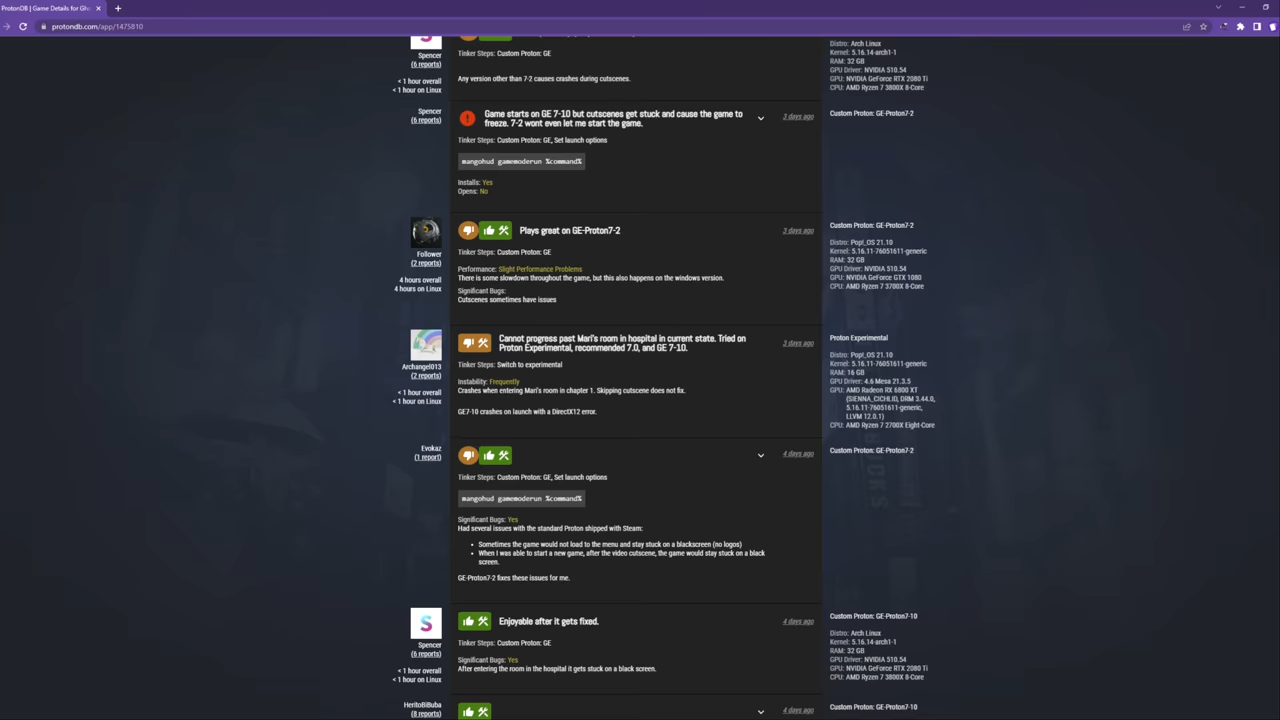 ProtonDB | Game Details for Gho
protondb.com/app/1475810
Spencer
(6 reports)
< 1 hour overall
< 1 hour on Linux
Tinker Steps: Custom Proton: GE
Any version other than 7-2 causes crashes during cutscenes.
Distro: Arch Linux
Kernel: 5.16.14-arch1-1
RAM: 32 GB
GPU Driver: NVIDIA 510.54
GPU: NVIDIA GeForce RTX 2080 Ti
CPU: AMD Ryzen 7 3800X 8-Core
Spencer
(6 reports)
Game starts on GE 7-10 but cutscenes get stuck and cause the game to
freeze. 7-2 wont even let me start the game.
3 days ago
Tinker Steps: Custom Proton: GE, Set launch options
mangohud gamemoderun %command%
Installs: Yes
Opens: No
Custom Proton: GE-Proton7-2
Follower
(2 reports)
4 hours overall
4 hours on Linux
Plays great on GE-Proton7-2
3 days ago
Tinker Steps: Custom Proton: GE
Performance: Slight Performance Problems
There is some slowdown throughout the game, but this also happens on the windows version.
Significant Bugs:
Cutscenes sometimes have issues
Custom Proton: GE-Proton7-2
Distro: Pop!_OS 21.10
Kernel: 5.16.11-76051611-generic
RAM: 32 GB
GPU Driver: NVIDIA 510.54
GPU: NVIDIA GeForce GTX 1080
CPU: AMD Ryzen 7 3700X 8-Core
Archangel013
(2 reports)
< 1 hour overall
< 1 hour on Linux
Cannot progress past Mari's room in hospital in current state. Tried on
Proton Experimental, recommended 7.0, and GE 7-10.
3 days ago
Tinker Steps: Switch to experimental
Instability: Frequently
Crashes when entering Mari's room in chapter 1. Skipping cutscene does not fix.
GE7-10 crashes on launch with a DirectX12 error.
Proton Experimental
Distro: Pop!_OS 21.10
Kernel: 5.16.11-76051611-generic
RAM: 16 GB
GPU Driver: 4.6 Mesa 21.3.5
GPU: AMD Radeon RX 6800 XT
(SIENNA_CICHLID, DRM 3.44.0,
5.16.11-76051611-generic,
LLVM 12.0.1)
CPU: AMD Ryzen 7 2700X Eight-Core
Evokaz
(1 report)
4 days ago
Tinker Steps: Custom Proton: GE, Set launch options
mangohud gamemoderun %command%
Significant Bugs: Yes
Had several issues with the standard Proton shipped with Steam:
• Sometimes the game would not load to the menu and stay stuck on a blackscreen (no logos)
• When I was able to start a new game, after the video cutscene, the game would stay stuck on a black
screen.
GE-Proton7-2 fixes these issues for me.
Custom Proton: GE-Proton7-2
Spencer
(6 reports)
< 1 hour overall
< 1 hour on Linux
Enjoyable after it gets fixed.
4 days ago
Tinker Steps: Custom Proton: GE
Significant Bugs: Yes
After entering the room in the hospital it gets stuck on a black screen.
Custom Proton: GE-Proton7-10
Distro: Arch Linux
Kernel: 5.16.14-arch1-1
RAM: 32 GB
GPU Driver: NVIDIA 510.54
GPU: NVIDIA GeForce RTX 2080 Ti
CPU: AMD Ryzen 7 3800X 8-Core
HeritoBiBuba
(8 reports)
4 days ago
Custom Proton: GE-Proton7-10